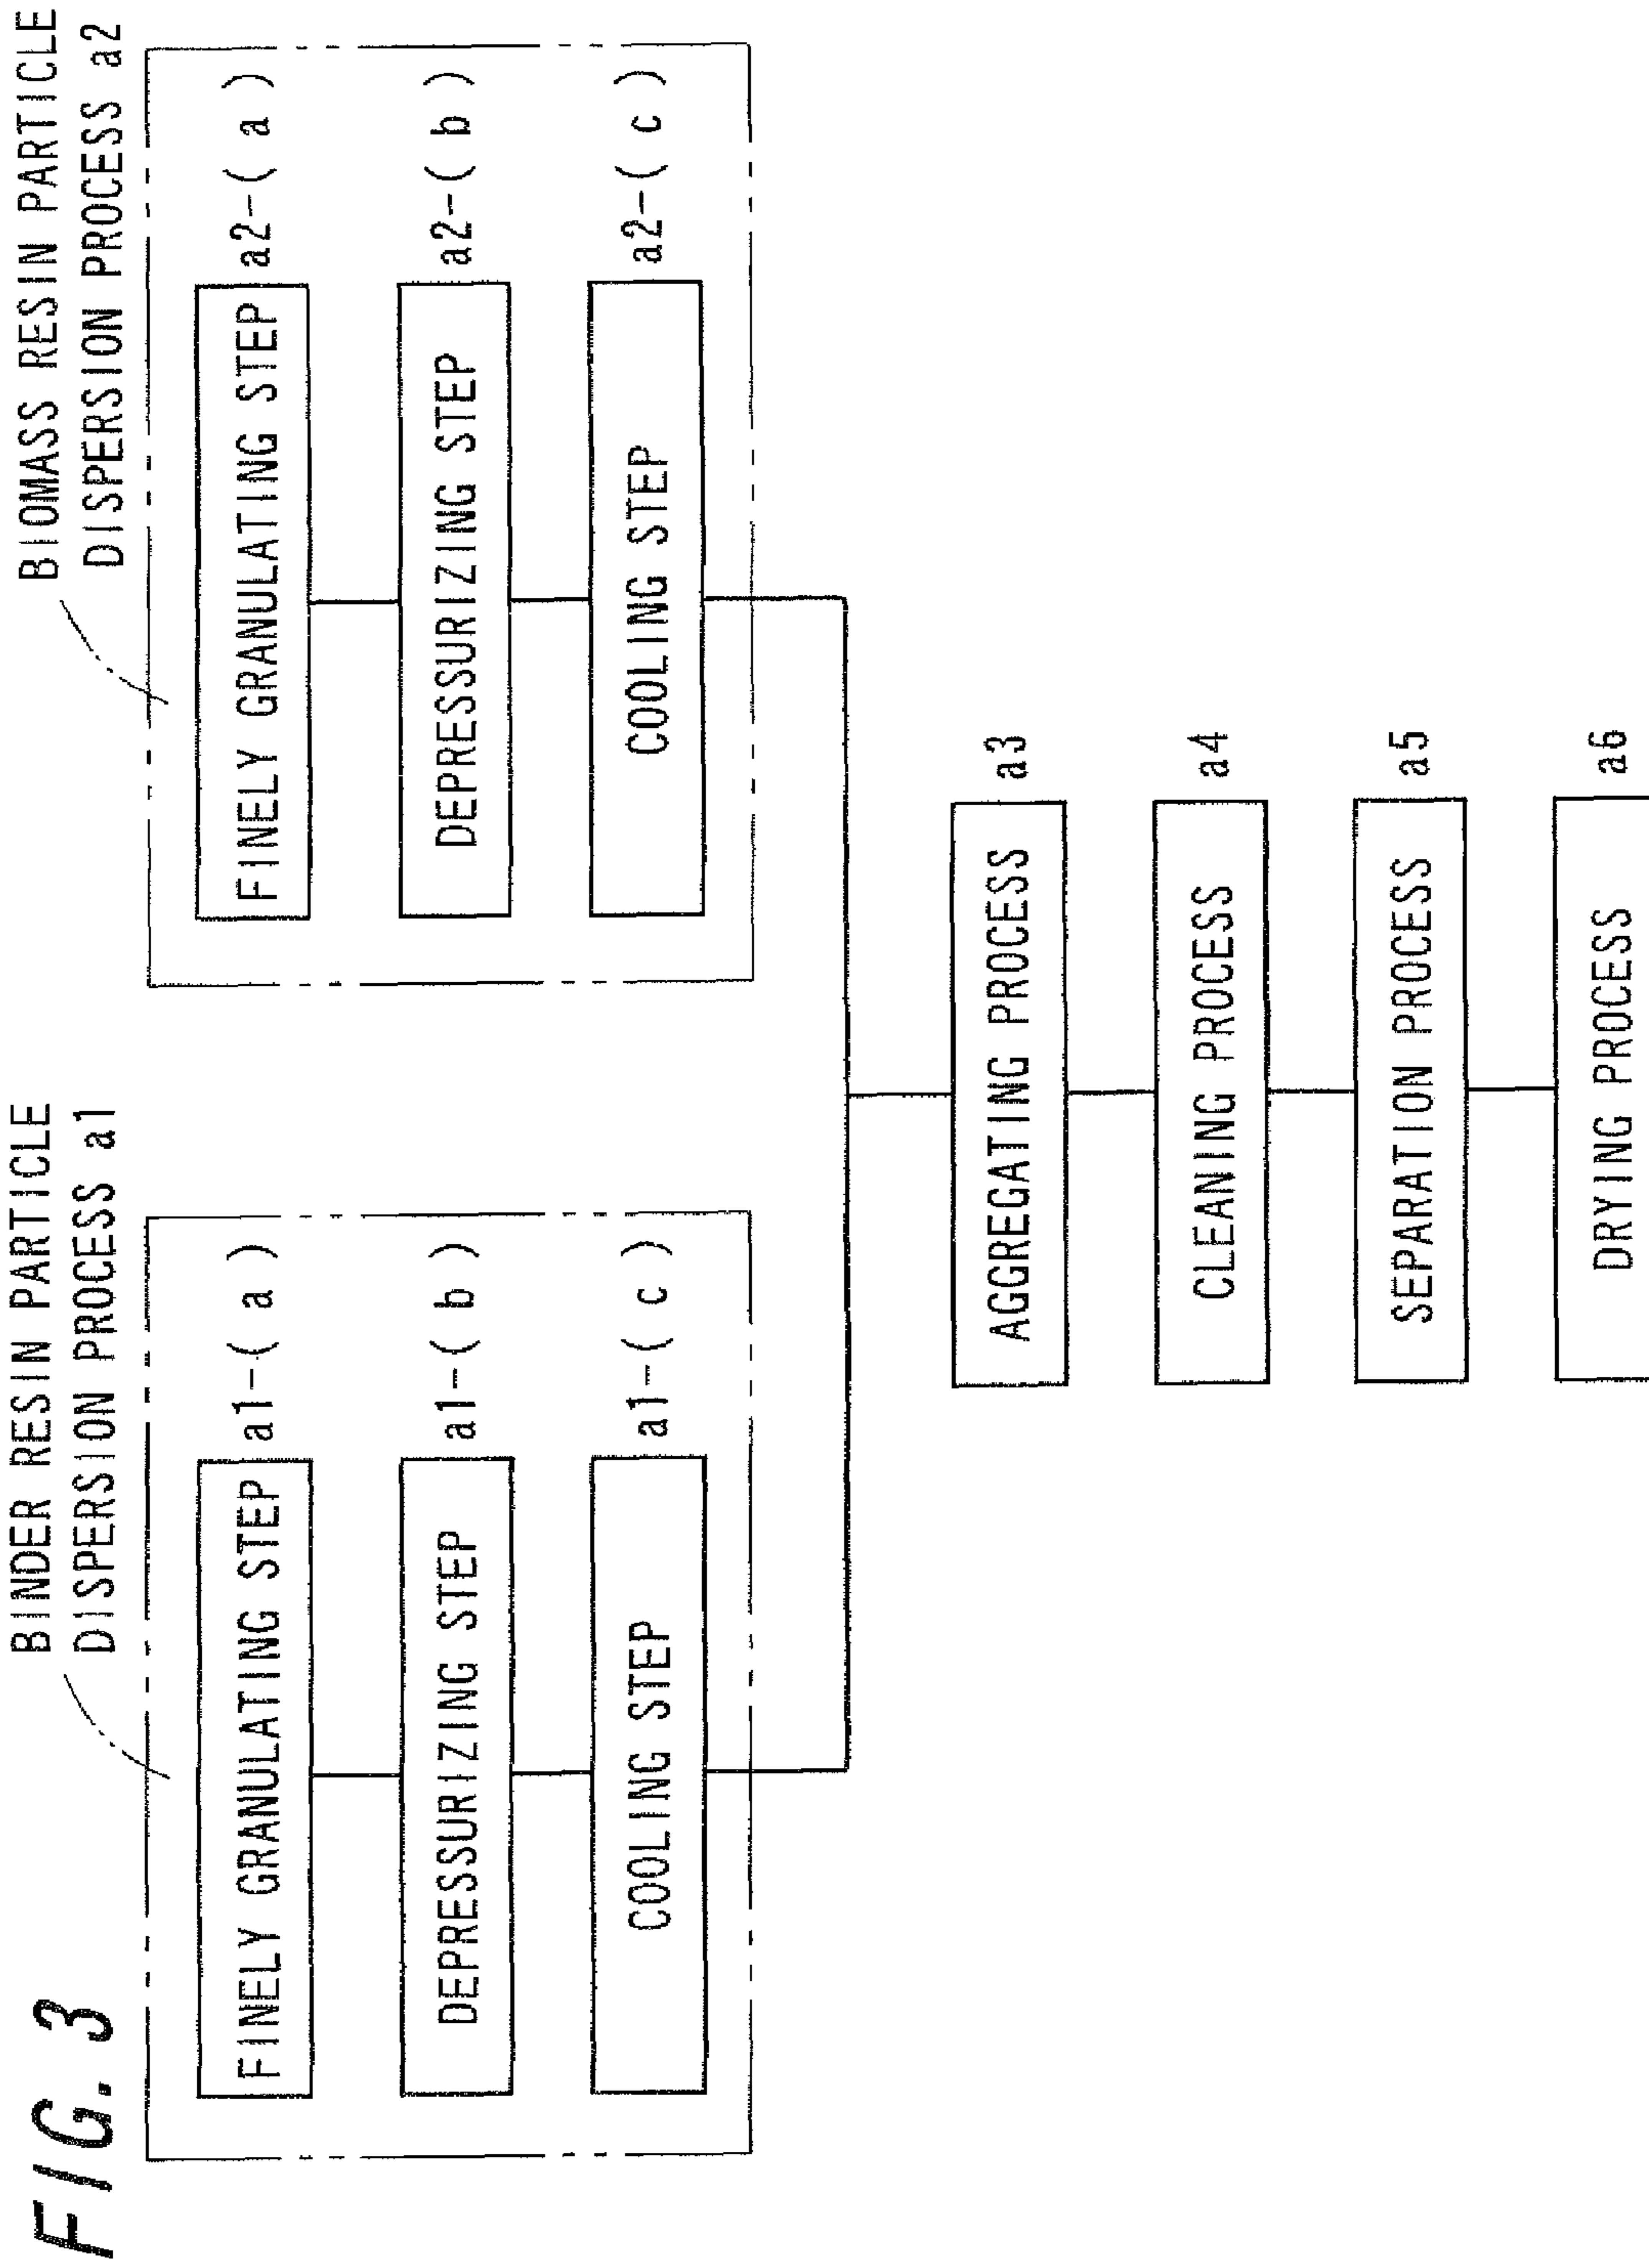 FIG. 3
BINDER RESIN PARTICLE
DISPERSION PROCESS a1
FINELY GRANULATING STEP
a1-( a )
DEPRESSURIZING STEP
a1-( b )
COOLING STEP
a1-( c )
BIOMASS RESIN PARTICLE
DISPERSION PROCESS a2
FINELY GRANULATING STEP
a2-( a )
DEPRESSURIZING STEP
a2-( b )
COOLING STEP
a2-( c )
AGGREGATING PROCESS
a3
CLEANING PROCESS
a4
SEPARATION PROCESS
a5
DRYING PROCESS
a6